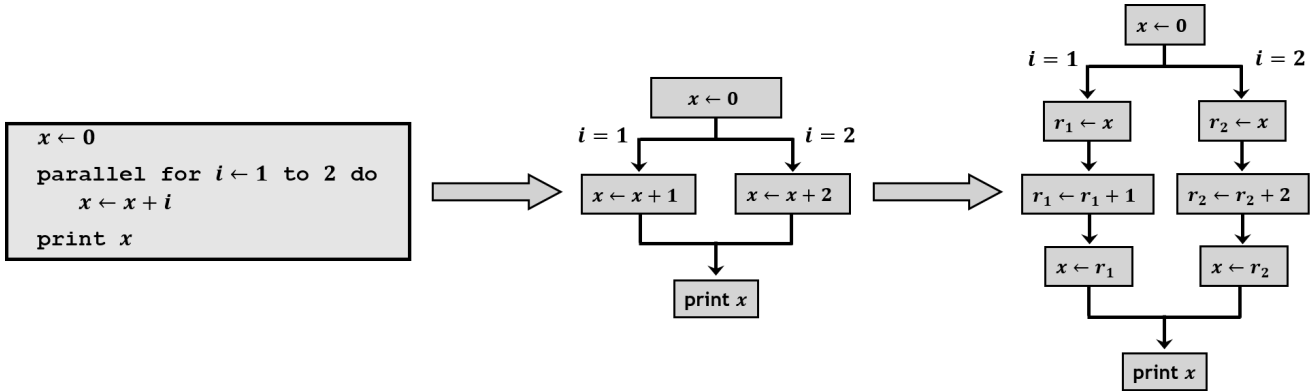 x ← 0
parallel for i ← 1 to 2 do
x ← x + i
print x
x ← 0
i = 1
i = 2
x ← x + 1
x ← x + 2
print x
x ← 0
i = 1
i = 2
r₁ ← x
r₂ ← x
r₁ ← r₁ + 1
r₂ ← r₂ + 2
x ← r₁
x ← r₂
print x